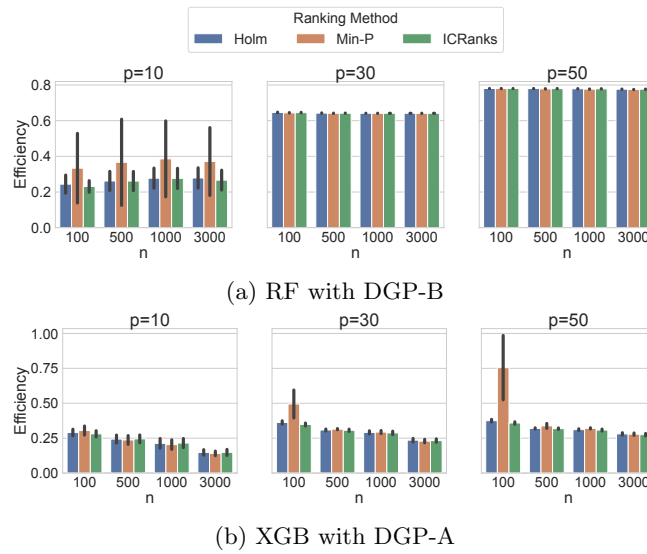 Ranking Method
Holm Min-P ICRanks
p=10 p=30 p=50
0.8
0.6
0.4
0.2
0.0
Efficiency
100 500 1000 3000 100 500 1000 3000 100 500 1000 3000
n n n
(a) RF with DGP-B
p=10 p=30 p=50
1.00
0.75
0.50
0.25
0.00
Efficiency
100 500 1000 3000 100 500 1000 3000 100 500 1000 3000
n n n
(b) XGB with DGP-A